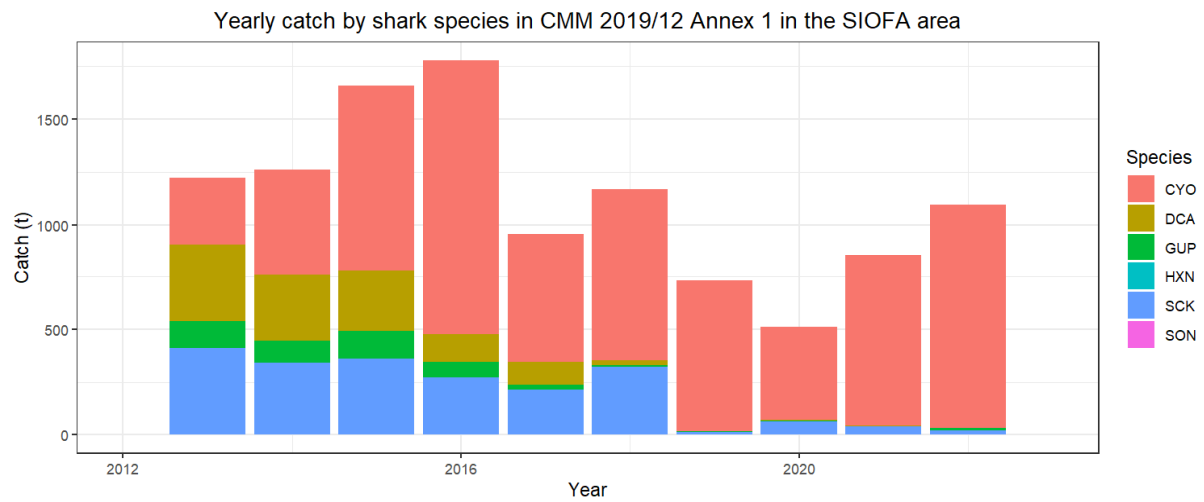 Yearly catch by shark species in CMM 2019/12 Annex 1 in the SIOFA area
Catch (t)
1500
1000
500
0
2012
2016
2020
Year
Species
CYO
DCA
GUP
HXN
SCK
SON